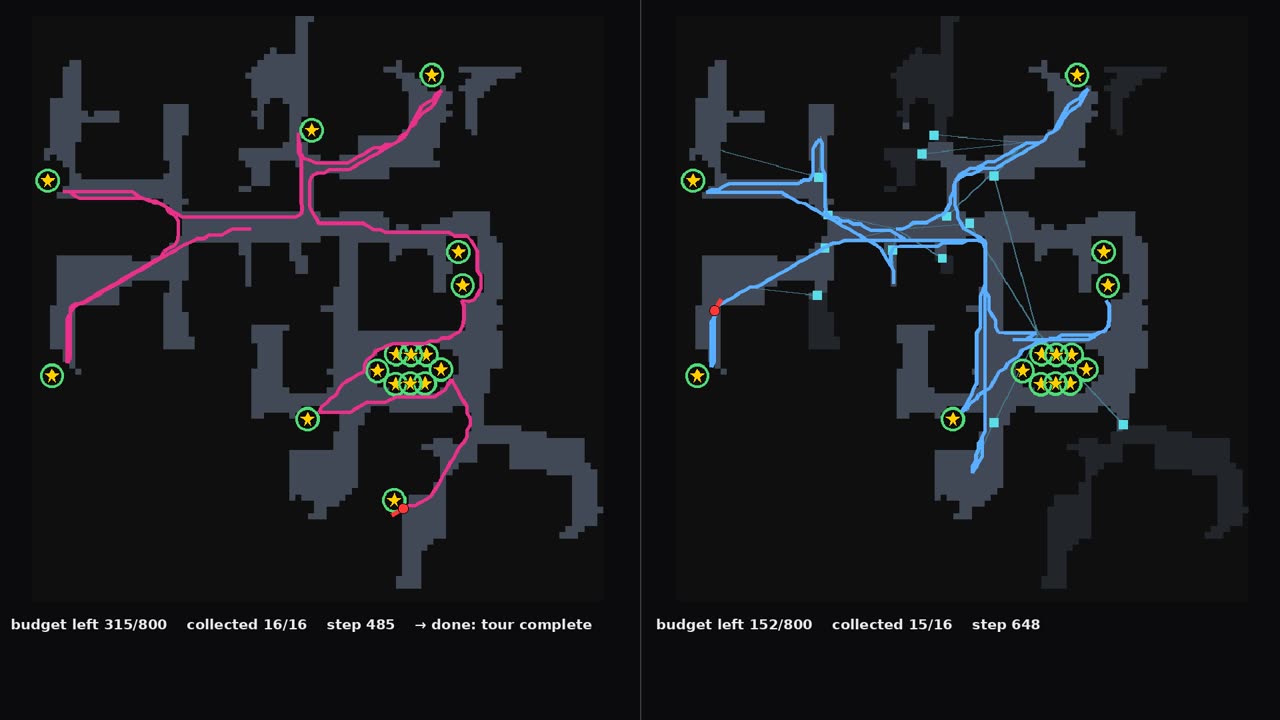 budget left 315/800 collected 16/16 step 485 → done: tour complete
budget left 152/800 collected 15/16 step 648